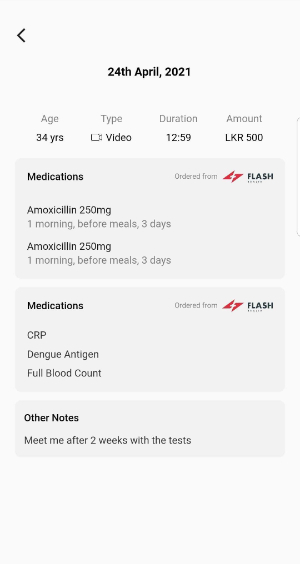 24th April, 2021
Age Type Duration Amount
34 yrs Video 12:59 LKR 500
Medications Ordered from FLASH
Amoxicillin 250mg
1 morning, before meals, 3 days
Amoxicillin 250mg
1 morning, before meals, 3 days
Medications Ordered from FLASH
CRP
Dengue Antigen
Full Blood Count
Other Notes
Meet me after 2 weeks with the tests